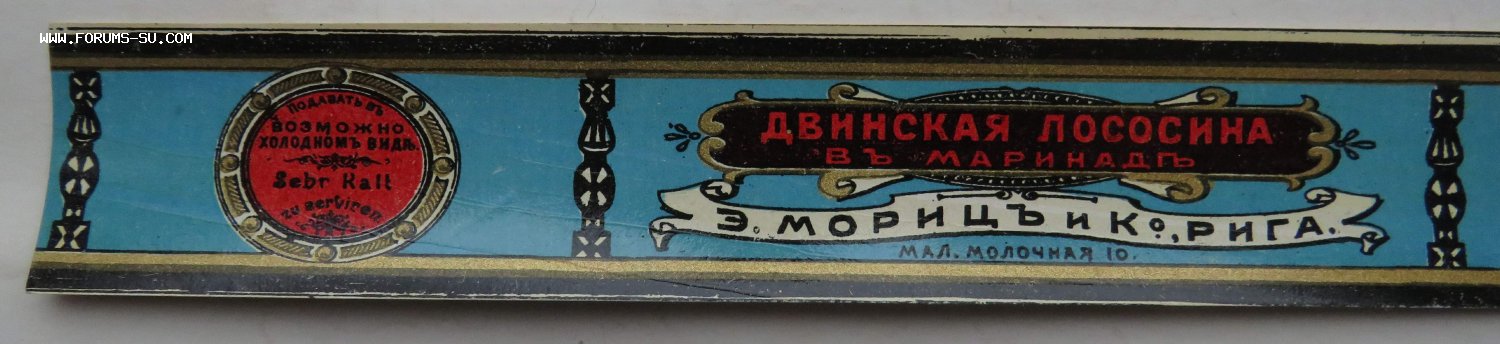 WWW.FORUMS-SU.COM
ПОДАВАТЬ ВЪ
ВОЗМОЖНО
ХОЛОДНОМЪ ВИДѢ.
Sehr Kalt
zu serviren
ДВИНСКАЯ ЛОСОСИНА
ВЪ МАРИНАДѢ
Э. МОРИЦЪ и Ко., РИГА.
МАЛ. МОЛОЧНАЯ 10.